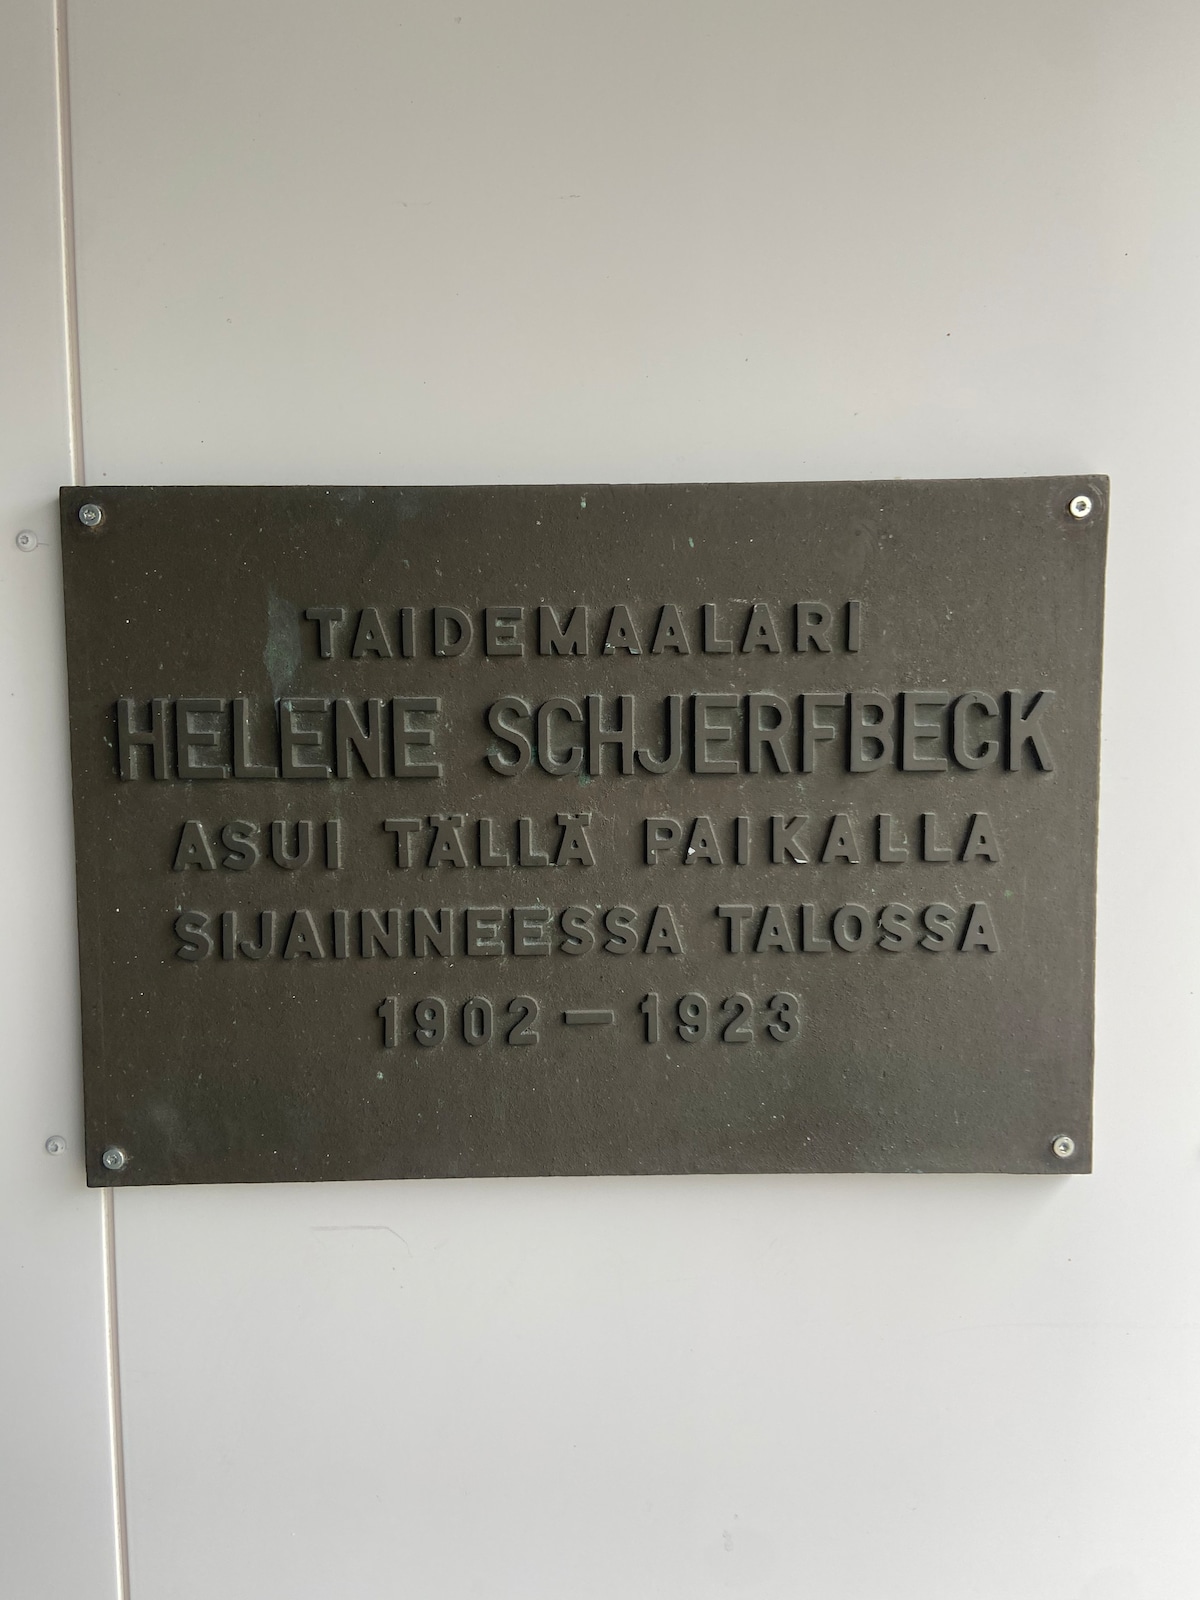 TAIDEMAALARI
HELENE SCHJERFBECK
ASUI TÄLLÄ PAIKALLA
SIJAINNEESSA TALOSSA
1902 — 1923